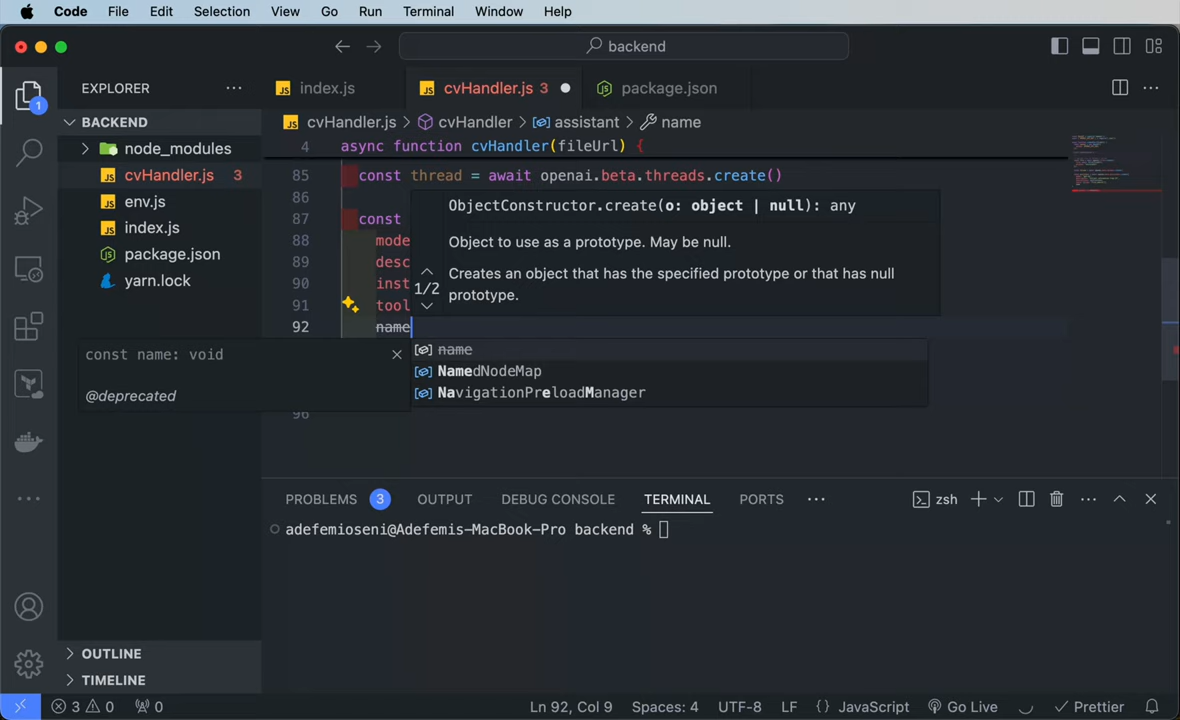 Code File Edit Selection View Go Run Terminal Window Help
backend
EXPLORER
index.js
cvHandler.js 3
package.json
BACKEND
cvHandler.js > cvHandler > assistant > name
node_modules
cvHandler.js 3
env.js
index.js
package.json
yarn.lock
4 async function cvHandler(fileUrl) {
85 const thread = await openai.beta.threads.create()
86
87 const
88 mode
89 desc
90 inst
91 tool
92 name
96
ObjectConstructor.create(o: object | null): any
Object to use as a prototype. May be null.
1/2
Creates an object that has the specified prototype or that has null
prototype.
name
NamedNodeMap
NavigationPreloadManager
const name: void
@deprecated
PROBLEMS 3 OUTPUT DEBUG CONSOLE TERMINAL PORTS
zsh
adefemioseni@Adefemis-MacBook-Pro backend %
1
OUTLINE
TIMELINE
3 0 0
Ln 92, Col 9 Spaces: 4 UTF-8 LF {} JavaScript Go Live Prettier